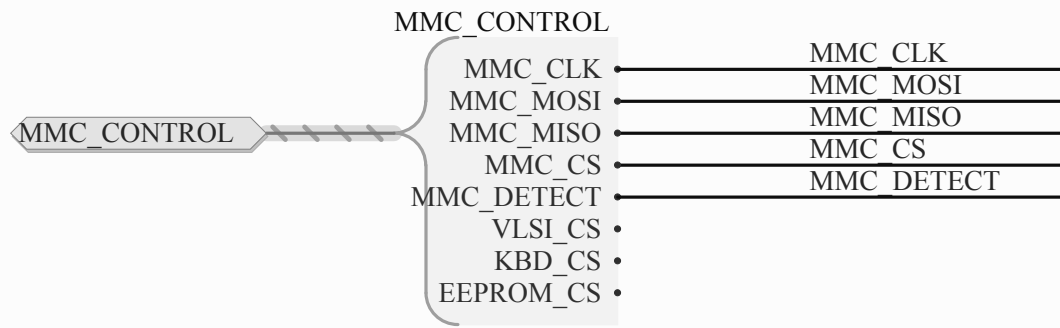 MMC_CONTROL
MMC_CLK
MMC_CLK
MMC_MOSI
MMC_MOSI
MMC_CONTROL
MMC_MISO
MMC_MISO
MMC_CS
MMC_CS
MMC_DETECT
MMC_DETECT
VLSI_CS
KBD_CS
EEPROM_CS